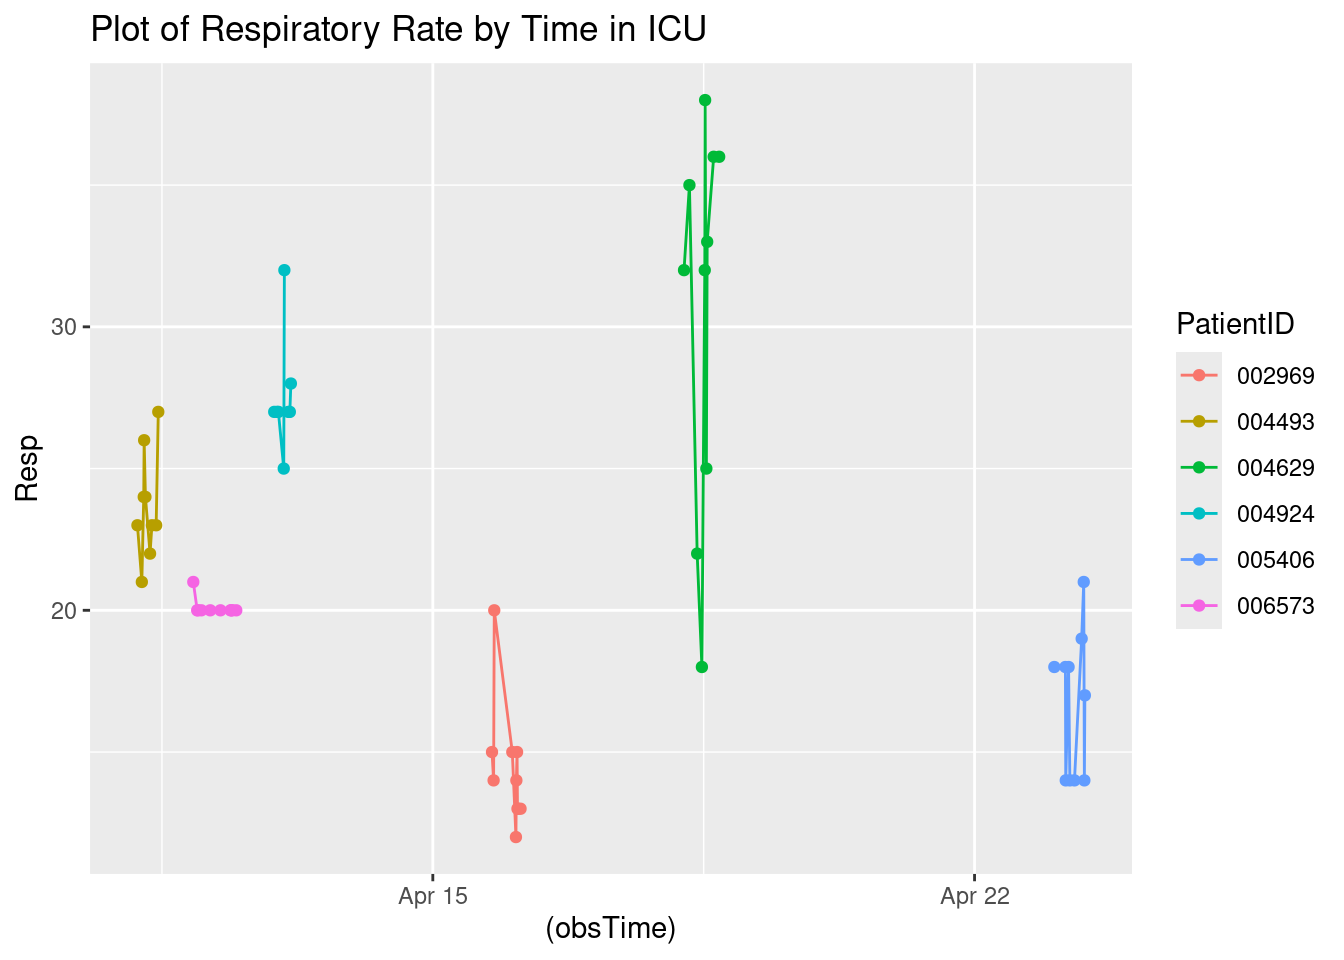 Plot of Respiratory Rate by Time in ICU
Resp
30
20
Apr 15
Apr 22
(obsTime)
PatientID
002969
004493
004629
004924
005406
006573